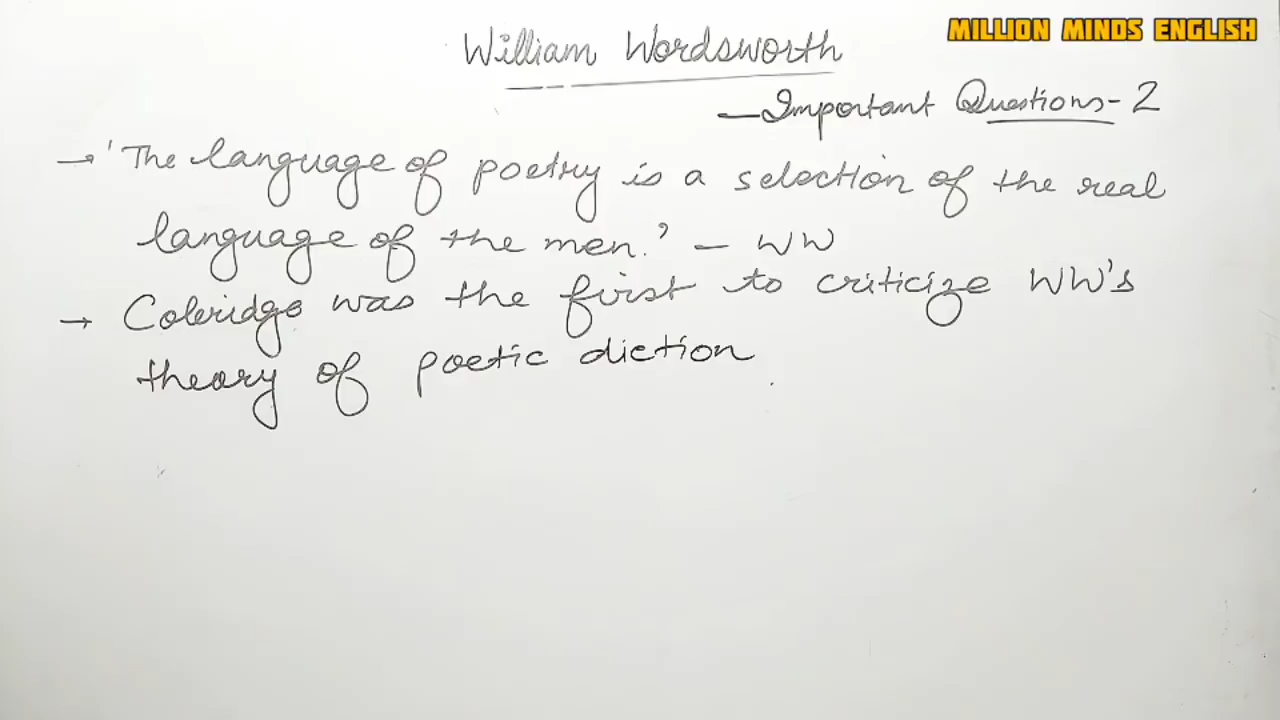 MILLION MINDS ENGLISH
William Wordsworth
- Important Questions - 2
→ 'The language of poetry is a selection of the real
language of the men.' - WW
→ Coleridge was the first to criticize WW's
theory of poetic diction